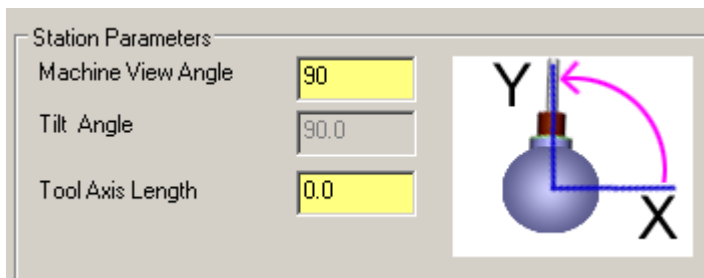 Station Parameters
Machine View Angle 90
Tilt Angle 90.0
Tool Axis Length 0.0
Y
X